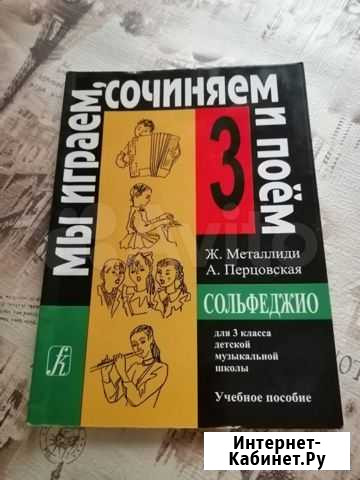 Мы играем, сочиняем и поём
3
Ж. Металлиди
А. Перцовская
СОЛЬФЕДЖИО
для 3 класса
детской
музыкальной
школы
Учебное пособие
Avito
Интернет-
Кабинет.Ру